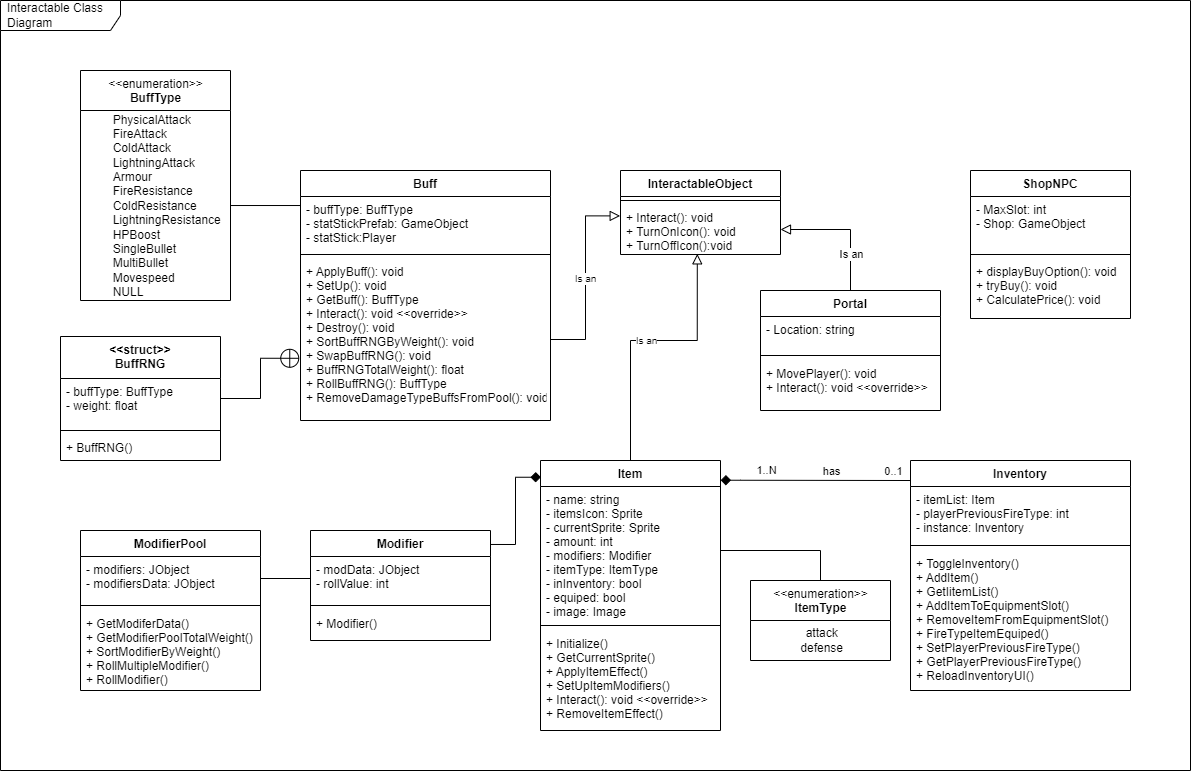 Interactable Class
Diagram
<<enumeration>>
BuffType
PhysicalAttack
FireAttack
ColdAttack
LightningAttack
Armour
FireResistance
ColdResistance
LightningResistance
HPBoost
SingleBullet
MultiBullet
Movespeed
NULL
Buff
- buffType: BuffType
- statStickPrefab: GameObject
- statStick:Player
+ ApplyBuff(): void
+ SetUp(): void
+ GetBuff(): BuffType
+ Interact(): void <<override>>
+ Destroy(): void
+ SortBuffRNGByWeight(): void
+ SwapBuffRNG(): void
+ BuffRNGTotalWeight(): float
+ RollBuffRNG(): BuffType
+ RemoveDamageTypeBuffsFromPool(): void
InteractableObject
+ Interact(): void
+ TurnOnIcon(): void
+ TurnOffIcon():void
ShopNPC
- MaxSlot: int
- Shop: GameObject
+ displayBuyOption(): void
+ tryBuy(): void
+ CalculatePrice(): void
Is an
Is an
Is an
Portal
- Location: string
+ MovePlayer(): void
+ Interact(): void <<override>>
<<struct>>
BuffRNG
- buffType: BuffType
- weight: float
+ BuffRNG()
Item
- name: string
- itemsIcon: Sprite
- currentSprite: Sprite
- amount: int
- modifiers: Modifier
- itemType: ItemType
- inInventory: bool
- equiped: bool
- image: Image
+ Initialize()
+ GetCurrentSprite()
+ ApplyItemEffect()
+ SetUpItemModifiers()
+ Interact(): void <<override>>
+ RemoveItemEffect()
1..N
has
0..1
Inventory
- itemList: Item
- playerPreviousFireType: int
- instance: Inventory
+ ToggleInventory()
+ AddItem()
+ GetlitemList()
+ AddItemToEquipmentSlot()
+ RemoveItemFromEquipmentSlot()
+ FireTypeItemEquiped()
+ SetPlayerPreviousFireType()
+ GetPlayerPreviousFireType()
+ ReloadInventoryUI()
ModifierPool
- modifiers: JObject
- modifiersData: JObject
+ GetModiferData()
+ GetModifierPoolTotalWeight()
+ SortModifierByWeight()
+ RollMultipleModifier()
+ RollModifier()
Modifier
- modData: JObject
- rollValue: int
+ Modifier()
<<enumeration>>
ItemType
attack
defense